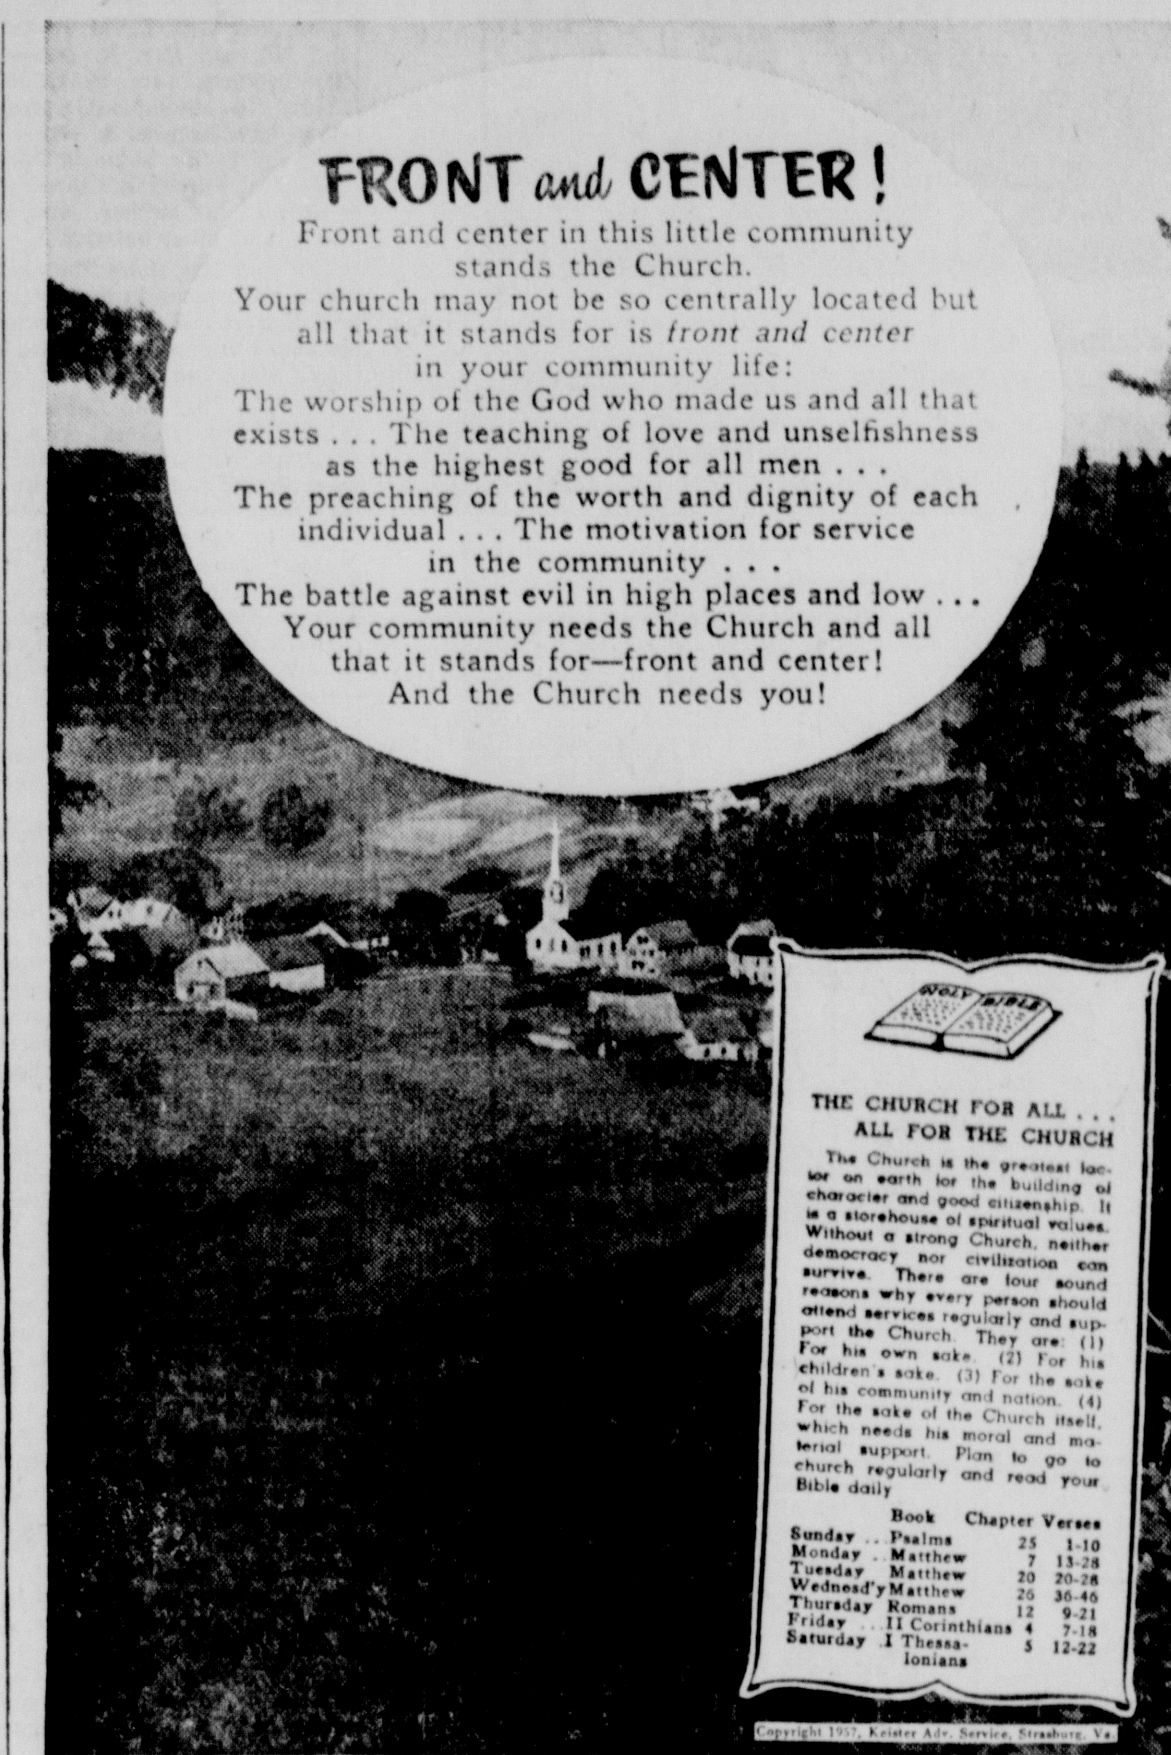 FRONT and CENTER!
Front and center in this little community
stands the Church.
Your church may not be so centrally located but
all that it stands for is front and center
in your community life:
The worship of the God who made us and all that
exists . . . The teaching of love and unselfishness
as the highest good for all men . . .
The preaching of the worth and dignity of each
individual . . . The motivation for service
in the community . . .
The battle against evil in high places and low . . .
Your community needs the Church and all
that it stands for—front and center!
And the Church needs you!
HOLY BIBLE
THE CHURCH FOR ALL . . .
ALL FOR THE CHURCH
The Church is the greatest fac-
tor on earth for the building of
character and good citizenship. It
is a storehouse of spiritual values.
Without a strong Church, neither
democracy nor civilization can
survive. There are four sound
reasons why every person should
attend services regularly and sup-
port the Church. They are: (1)
For his own sake. (2) For his
children's sake. (3) For the sake
of his community and nation. (4)
For the sake of the Church itself,
which needs his moral and ma-
terial support. Plan to go to
church regularly and read your
Bible daily
Book Chapter Verses
Sunday .. Psalms 25 1-10
Monday . Matthew 7 13-28
Tuesday Matthew 20 20-28
Wednesd'y Matthew 26 36-46
Thursday Romans 12 9-21
Friday . . II Corinthians 4 7-18
Saturday .I Thessa- 5 12-22
lonians
Copyright 1957, Keister Adv. Service, Strasburg, Va.